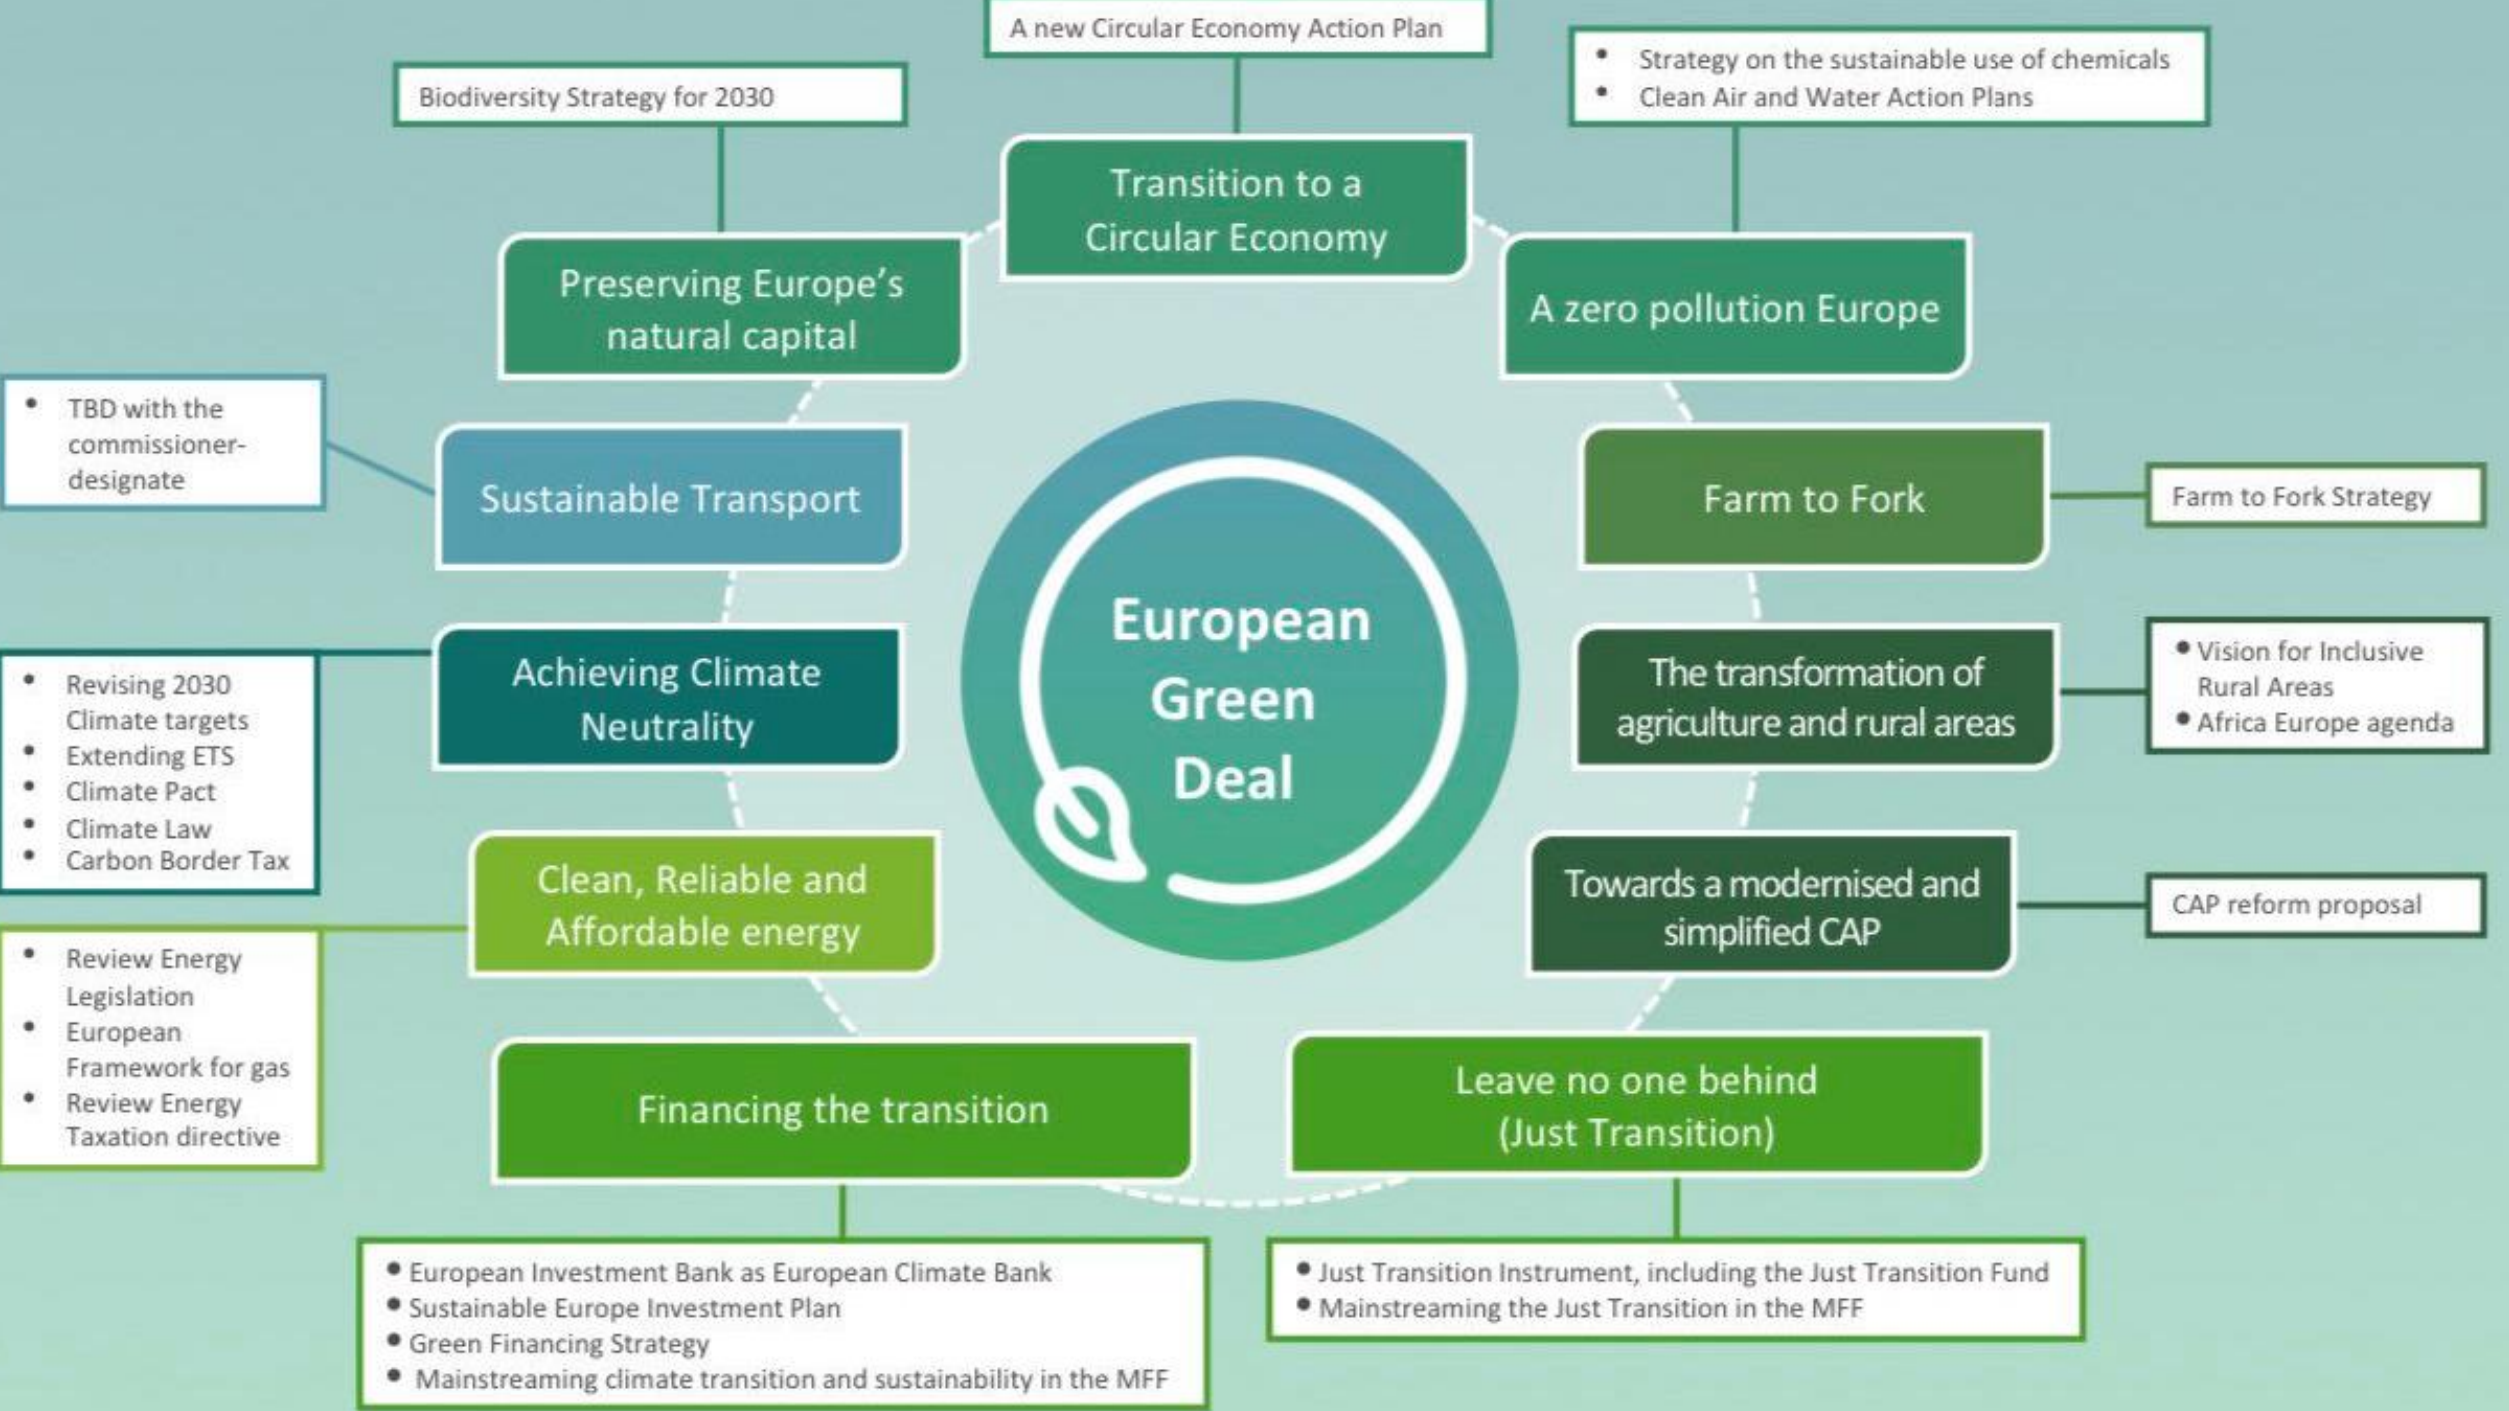 A new Circular Economy Action Plan
Biodiversity Strategy for 2030
• Strategy on the sustainable use of chemicals
• Clean Air and Water Action Plans
Transition to a
Circular Economy
Preserving Europe's
natural capital
A zero pollution Europe
• TBD with the
commissioner-
designate
Sustainable Transport
Farm to Fork
Farm to Fork Strategy
European
Green
Deal
Achieving Climate
Neutrality
• Revising 2030
Climate targets
• Extending ETS
• Climate Pact
• Climate Law
• Carbon Border Tax
The transformation of
agriculture and rural areas
• Vision for Inclusive
Rural Areas
• Africa Europe agenda
Clean, Reliable and
Affordable energy
• Review Energy
Legislation
• European
Framework for gas
• Review Energy
Taxation directive
Towards a modernised and
simplified CAP
CAP reform proposal
Financing the transition
• European Investment Bank as European Climate Bank
• Sustainable Europe Investment Plan
• Green Financing Strategy
• Mainstreaming climate transition and sustainability in the MFF
Leave no one behind
(Just Transition)
• Just Transition Instrument, including the Just Transition Fund
• Mainstreaming the Just Transition in the MFF